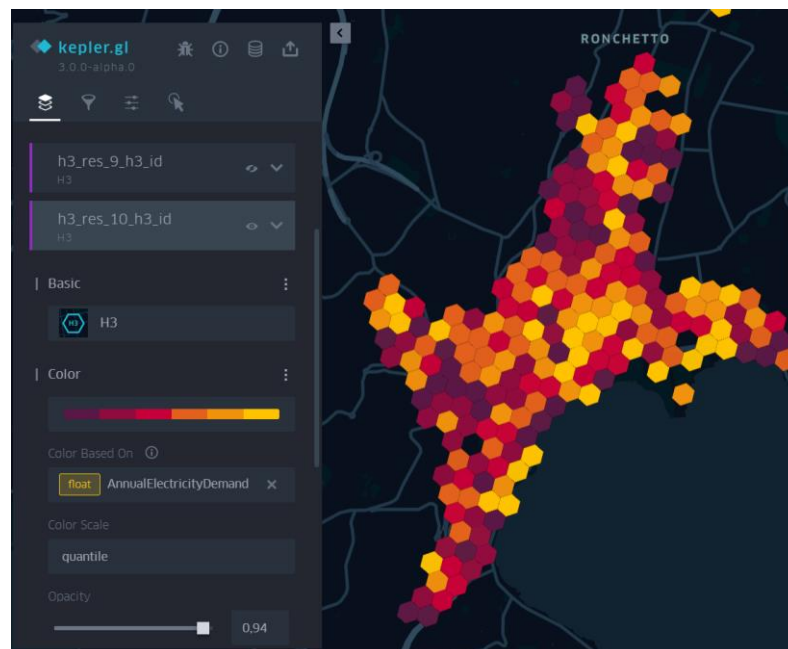 kepler.gl
3.0.0-alpha.0
h3_res_9_h3_id
H3
h3_res_10_h3_id
H3
Basic
H3
H3
Color
Color Based On
float AnnualElectricityDemand
Color Scale
quantile
Opacity
0,94
RONCHETTO